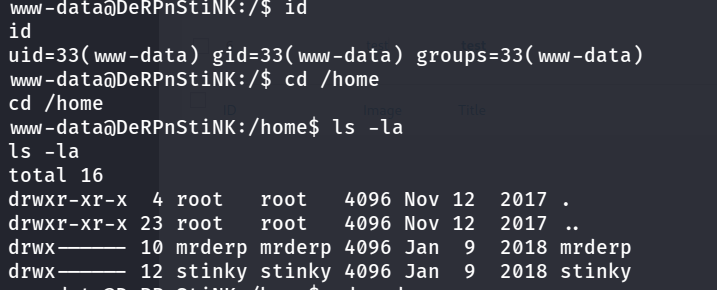 www-data@DeRPnStiNK:/$ id
id
uid=33(www-data) gid=33(www-data) groups=33(www-data)
www-data@DeRPnStiNK:/$ cd /home
cd /home
ID Image Title
www-data@DeRPnStiNK:/home$ ls -la
ls -la
total 16
drwxr-xr-x  4 root   root   4096 Nov 12  2017 .
drwxr-xr-x 23 root   root   4096 Nov 12  2017 ..
drwx------ 10 mrderp mrderp 4096 Jan  9  2018 mrderp
drwx------ 12 stinky stinky 4096 Jan  9  2018 stinky